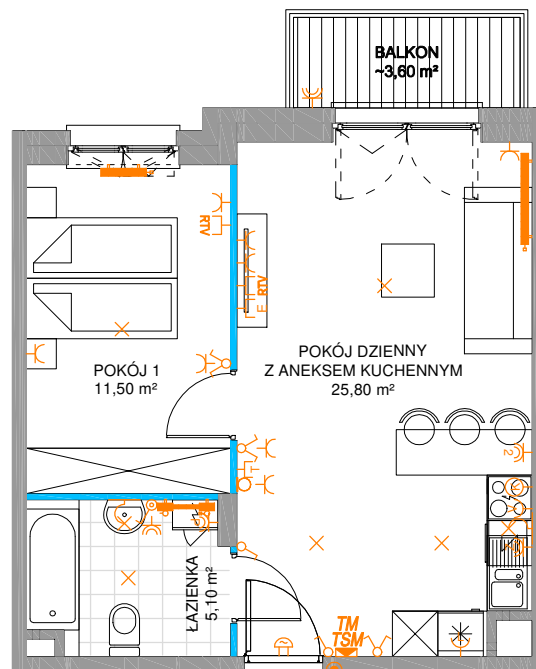 BALKON
~3,60 m²
RTV
RTV
POKÓJ 1
11,50 m²
POKÓJ DZIENNY
Z ANEKSEM KUCHENNYM
25,80 m²
2
ŁAZIENKA
5,10 m²
TM
TSM